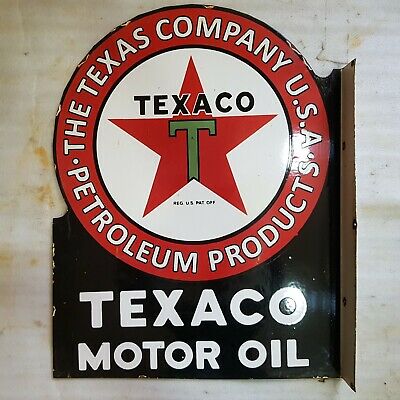 · THE TEXAS COMPANY U.S.A. ·
PETROLEUM PRODUCTS
TEXACO
T
REG. U.S. PAT. OFF
TEXACO
MOTOR OIL